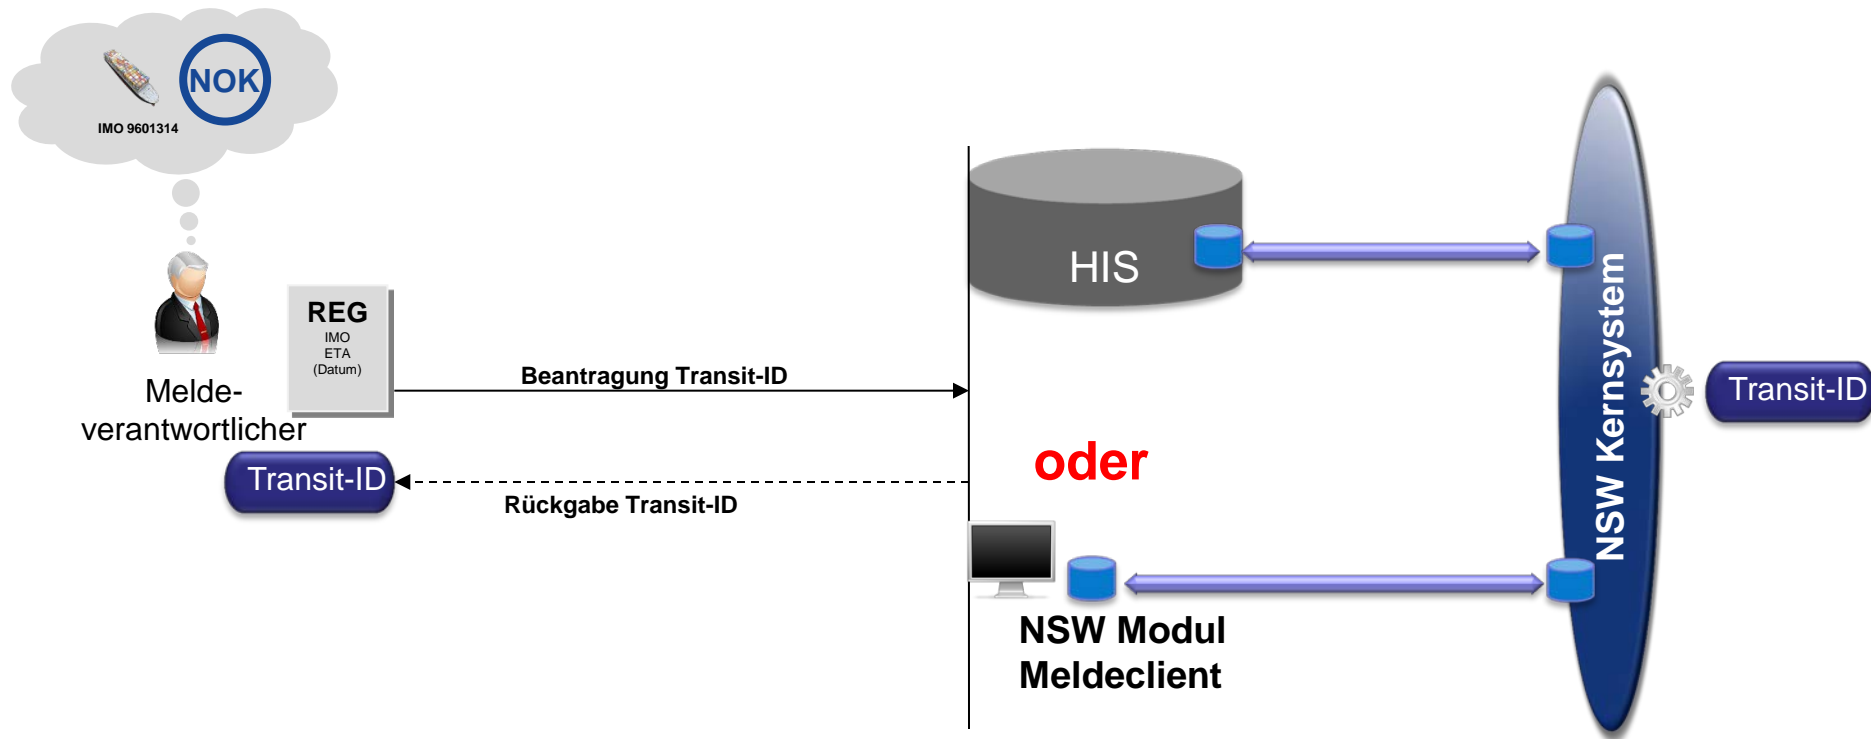 NOK
IMO 9601314
REG
IMO
ETA
(Datum)
Melde-
verantwortlicher
Beantragung Transit-ID
Transit-ID
Rückgabe Transit-ID
HIS
oder
NSW Modul
Meldeclient
NSW Kernsystem
Transit-ID